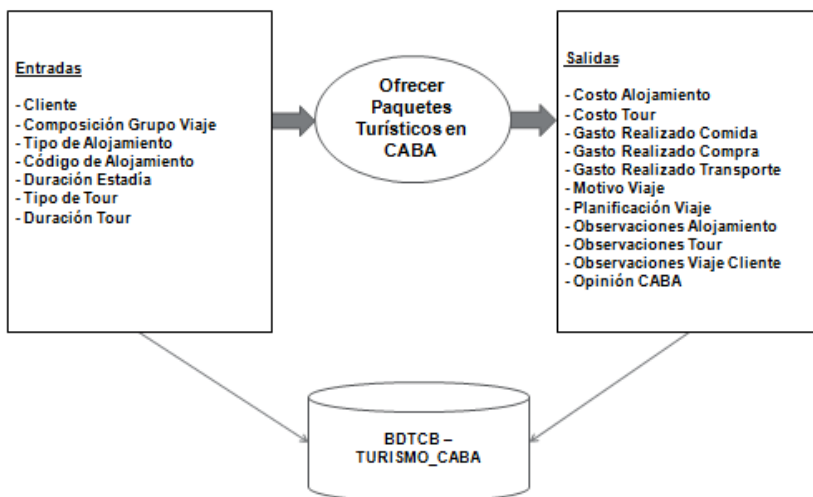 Entradas
- Cliente
- Composición Grupo Viaje
- Tipo de Alojamiento
- Código de Alojamiento
- Duración Estadía
- Tipo de Tour
- Duración Tour
Ofrecer
Paquetes
Turísticos en
CABA
Salidas
- Costo Alojamiento
- Costo Tour
- Gasto Realizado Comida
- Gasto Realizado Compra
- Gasto Realizado Transporte
- Motivo Viaje
- Planificación Viaje
- Observaciones Alojamiento
- Observaciones Tour
- Observaciones Viaje Cliente
- Opinión CABA
BDTCB –
TURISMO_CABA